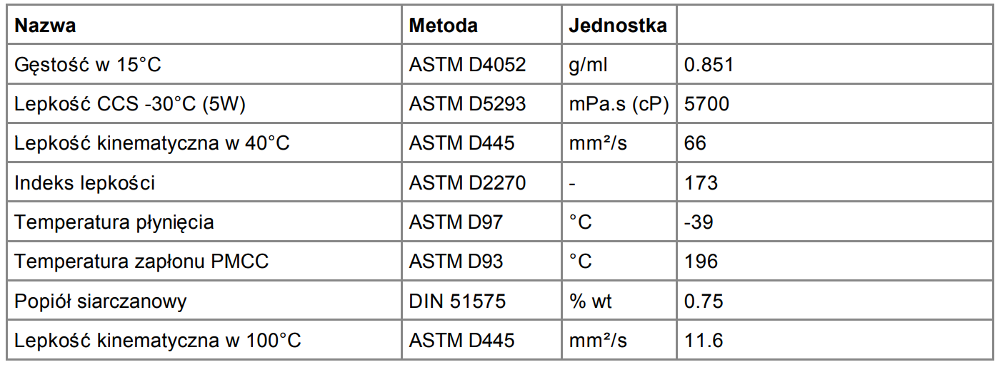 Nazwa Metoda Jednostka
Gęstość w 15°C ASTM D4052 g/ml 0.851
Lepkość CCS -30°C (5W) ASTM D5293 mPa.s (cP) 5700
Lepkość kinematyczna w 40°C ASTM D445 mm²/s 66
Indeks lepkości ASTM D2270 - 173
Temperatura płynięcia ASTM D97 °C -39
Temperatura zapłonu PMCC ASTM D93 °C 196
Popiół siarczanowy DIN 51575 % wt 0.75
Lepkość kinematyczna w 100°C ASTM D445 mm²/s 11.6